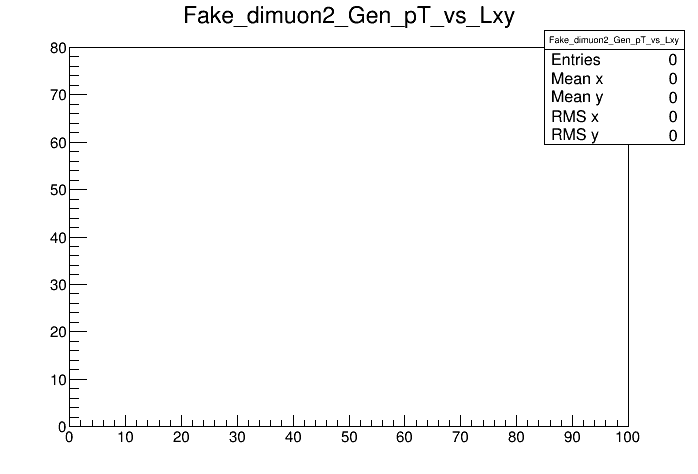 Fake_dimuon2_Gen_pT_vs_Lxy
Fake_dimuon2_Gen_pT_vs_Lxy
Entries 0
Mean x 0
Mean y 0
RMS x 0
RMS y 0
80
70
60
50
40
30
20
10
0
0 10 20 30 40 50 60 70 80 90 100